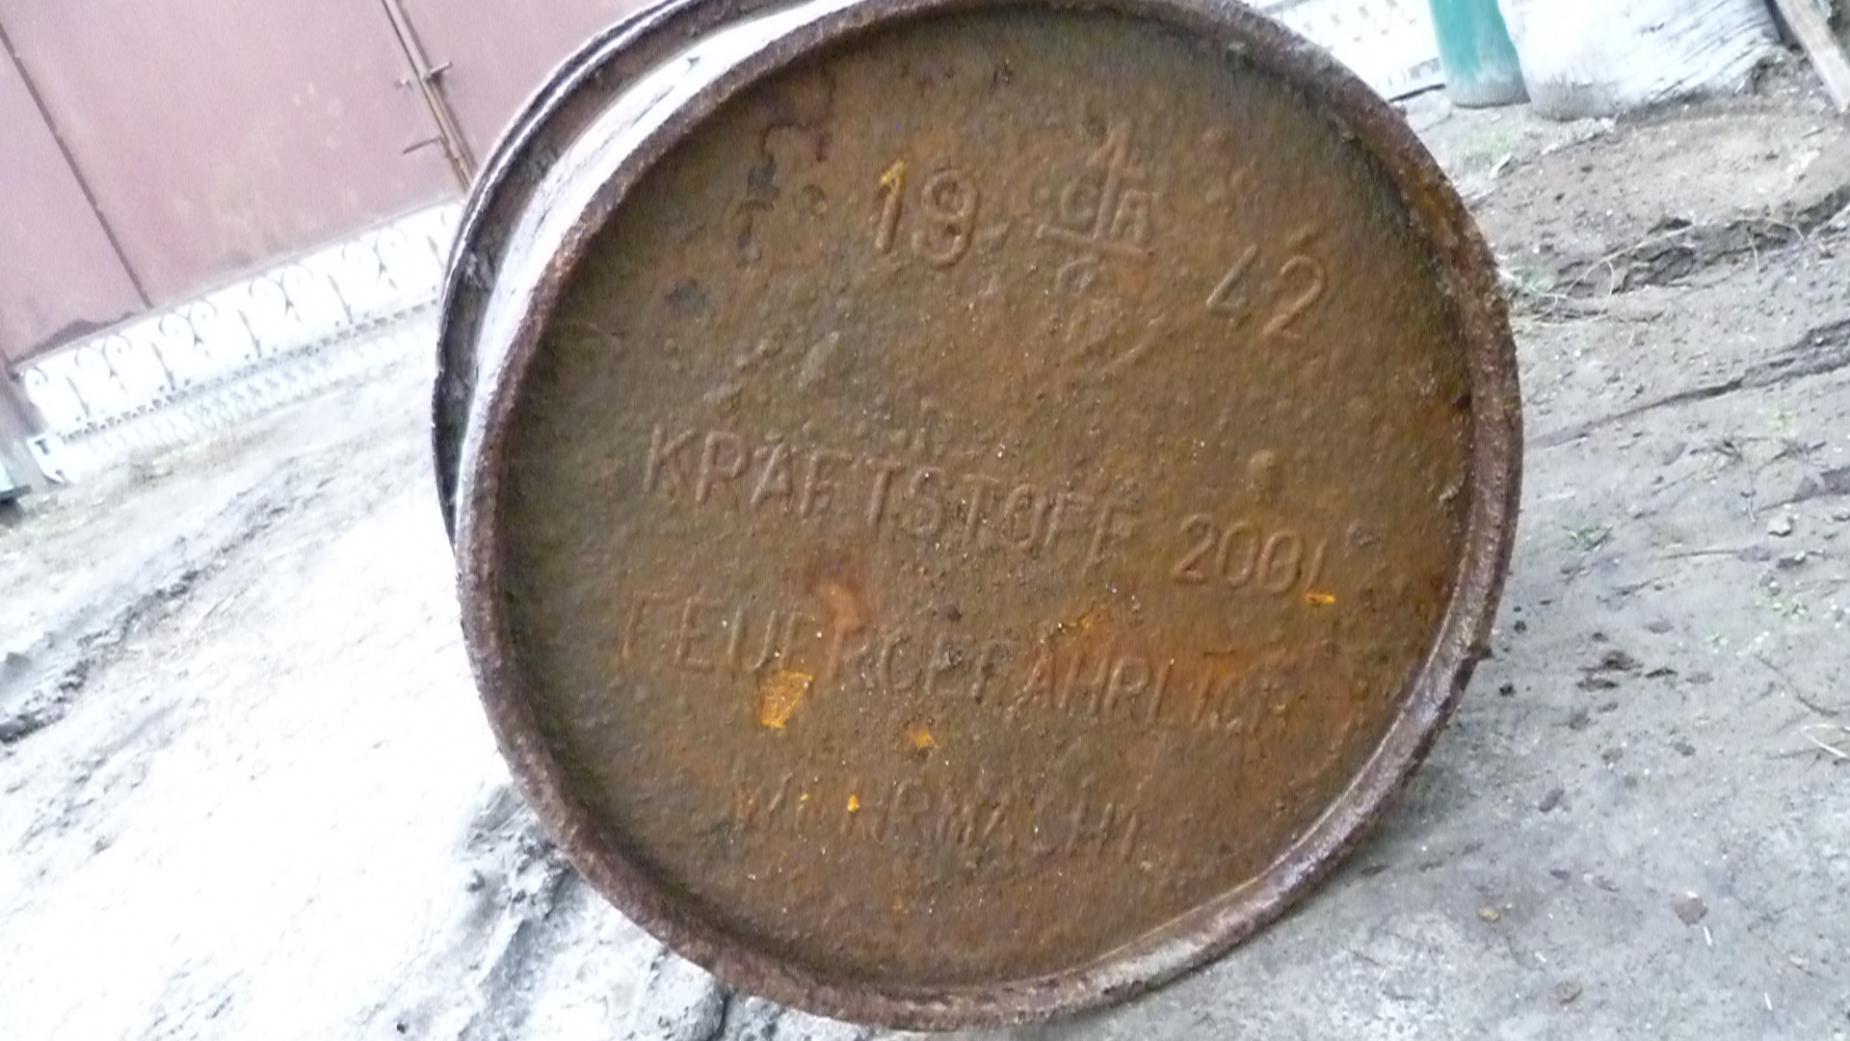 19 42
KRAFTSTOFF 200L
FEUERGEFÄHRLICH
WEHRMACHT